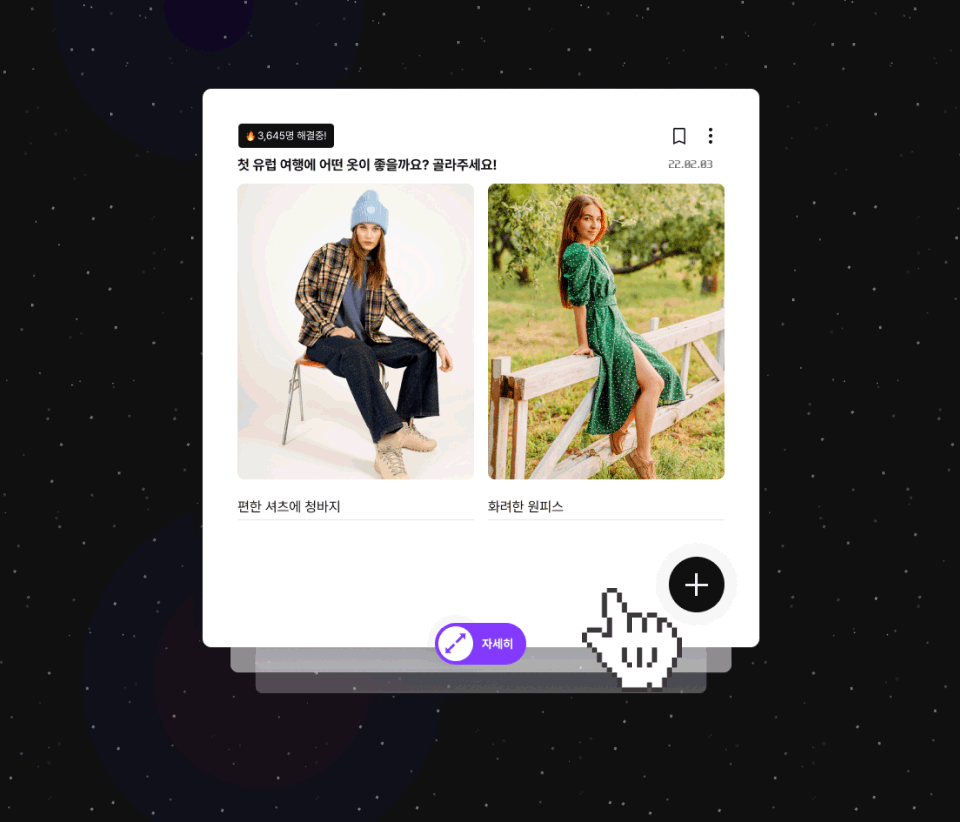 🔥3,645명 해결중!
첫 유럽 여행에 어떤 옷이 좋을까요? 골라주세요!
22.02.03
편한 셔츠에 청바지
화려한 원피스
자세히